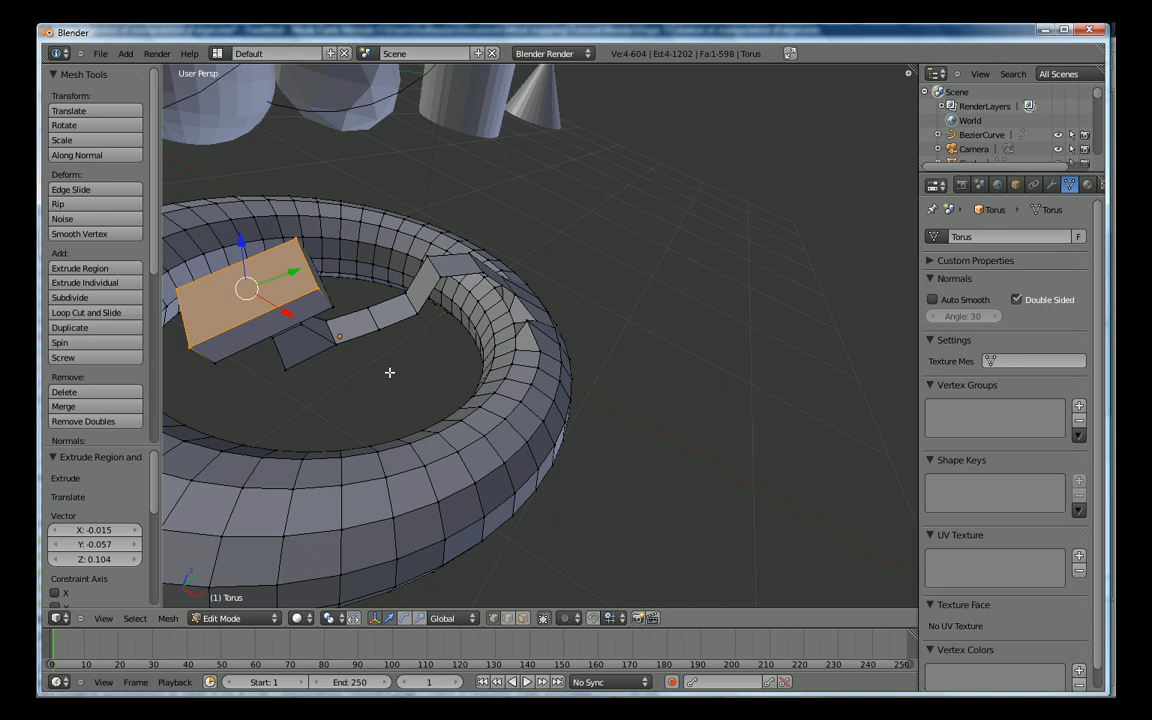 Blender
File Add Render Help Default Scene Blender Render Ve:4-604 | Ed:4-1202 | Fa:1-598 | Torus
Mesh Tools
User Persp
View Search All Scenes
Transform:
Translate
Rotate
Scale
Along Normal
Deform:
Edge Slide
Rip
Noise
Smooth Vertex
Add:
Extrude Region
Extrude Individual
Subdivide
Loop Cut and Slide
Duplicate
Spin
Screw
Remove:
Delete
Merge
Remove Doubles
Normals:
Extrude Region and
Extrude
Translate
Vector
X: -0.015
Y: -0.057
Z: 0.104
Constraint Axis
X
Scene
RenderLayers
World
BezierCurve
Camera
Torus Torus
Torus F
Custom Properties
Normals
Auto Smooth Double Sided
Angle: 30
Settings
Texture Mes
Vertex Groups
Shape Keys
UV Texture
Texture Face
No UV Texture
Vertex Colors
z
(1) Torus
View Select Mesh Edit Mode Global
0 10 20 30 40 50 60 70 80 90 100 110 120 130 140 150 160 170 180 190 200 210 220 230 240 250
View Frame Playback Start: 1 End: 250 1 No Sync